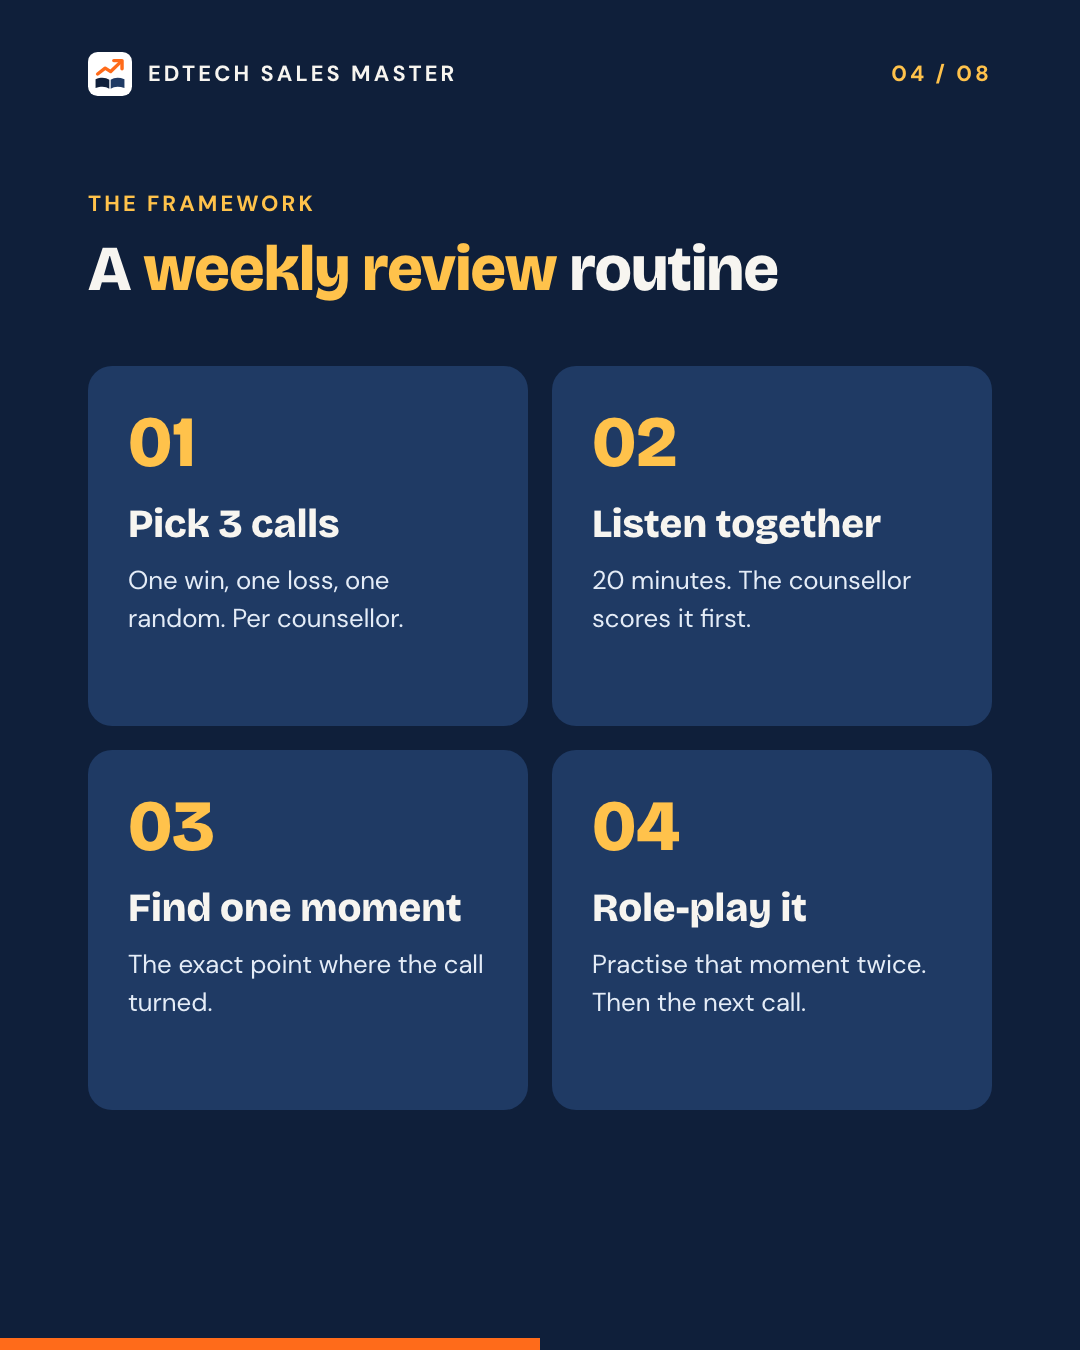 EDTECH SALES MASTER
04 / 08
THE FRAMEWORK
A weekly review routine
01
Pick 3 calls
One win, one loss, one
random. Per counsellor.
02
Listen together
20 minutes. The counsellor
scores it first.
03
Find one moment
The exact point where the call
turned.
04
Role-play it
Practise that moment twice.
Then the next call.